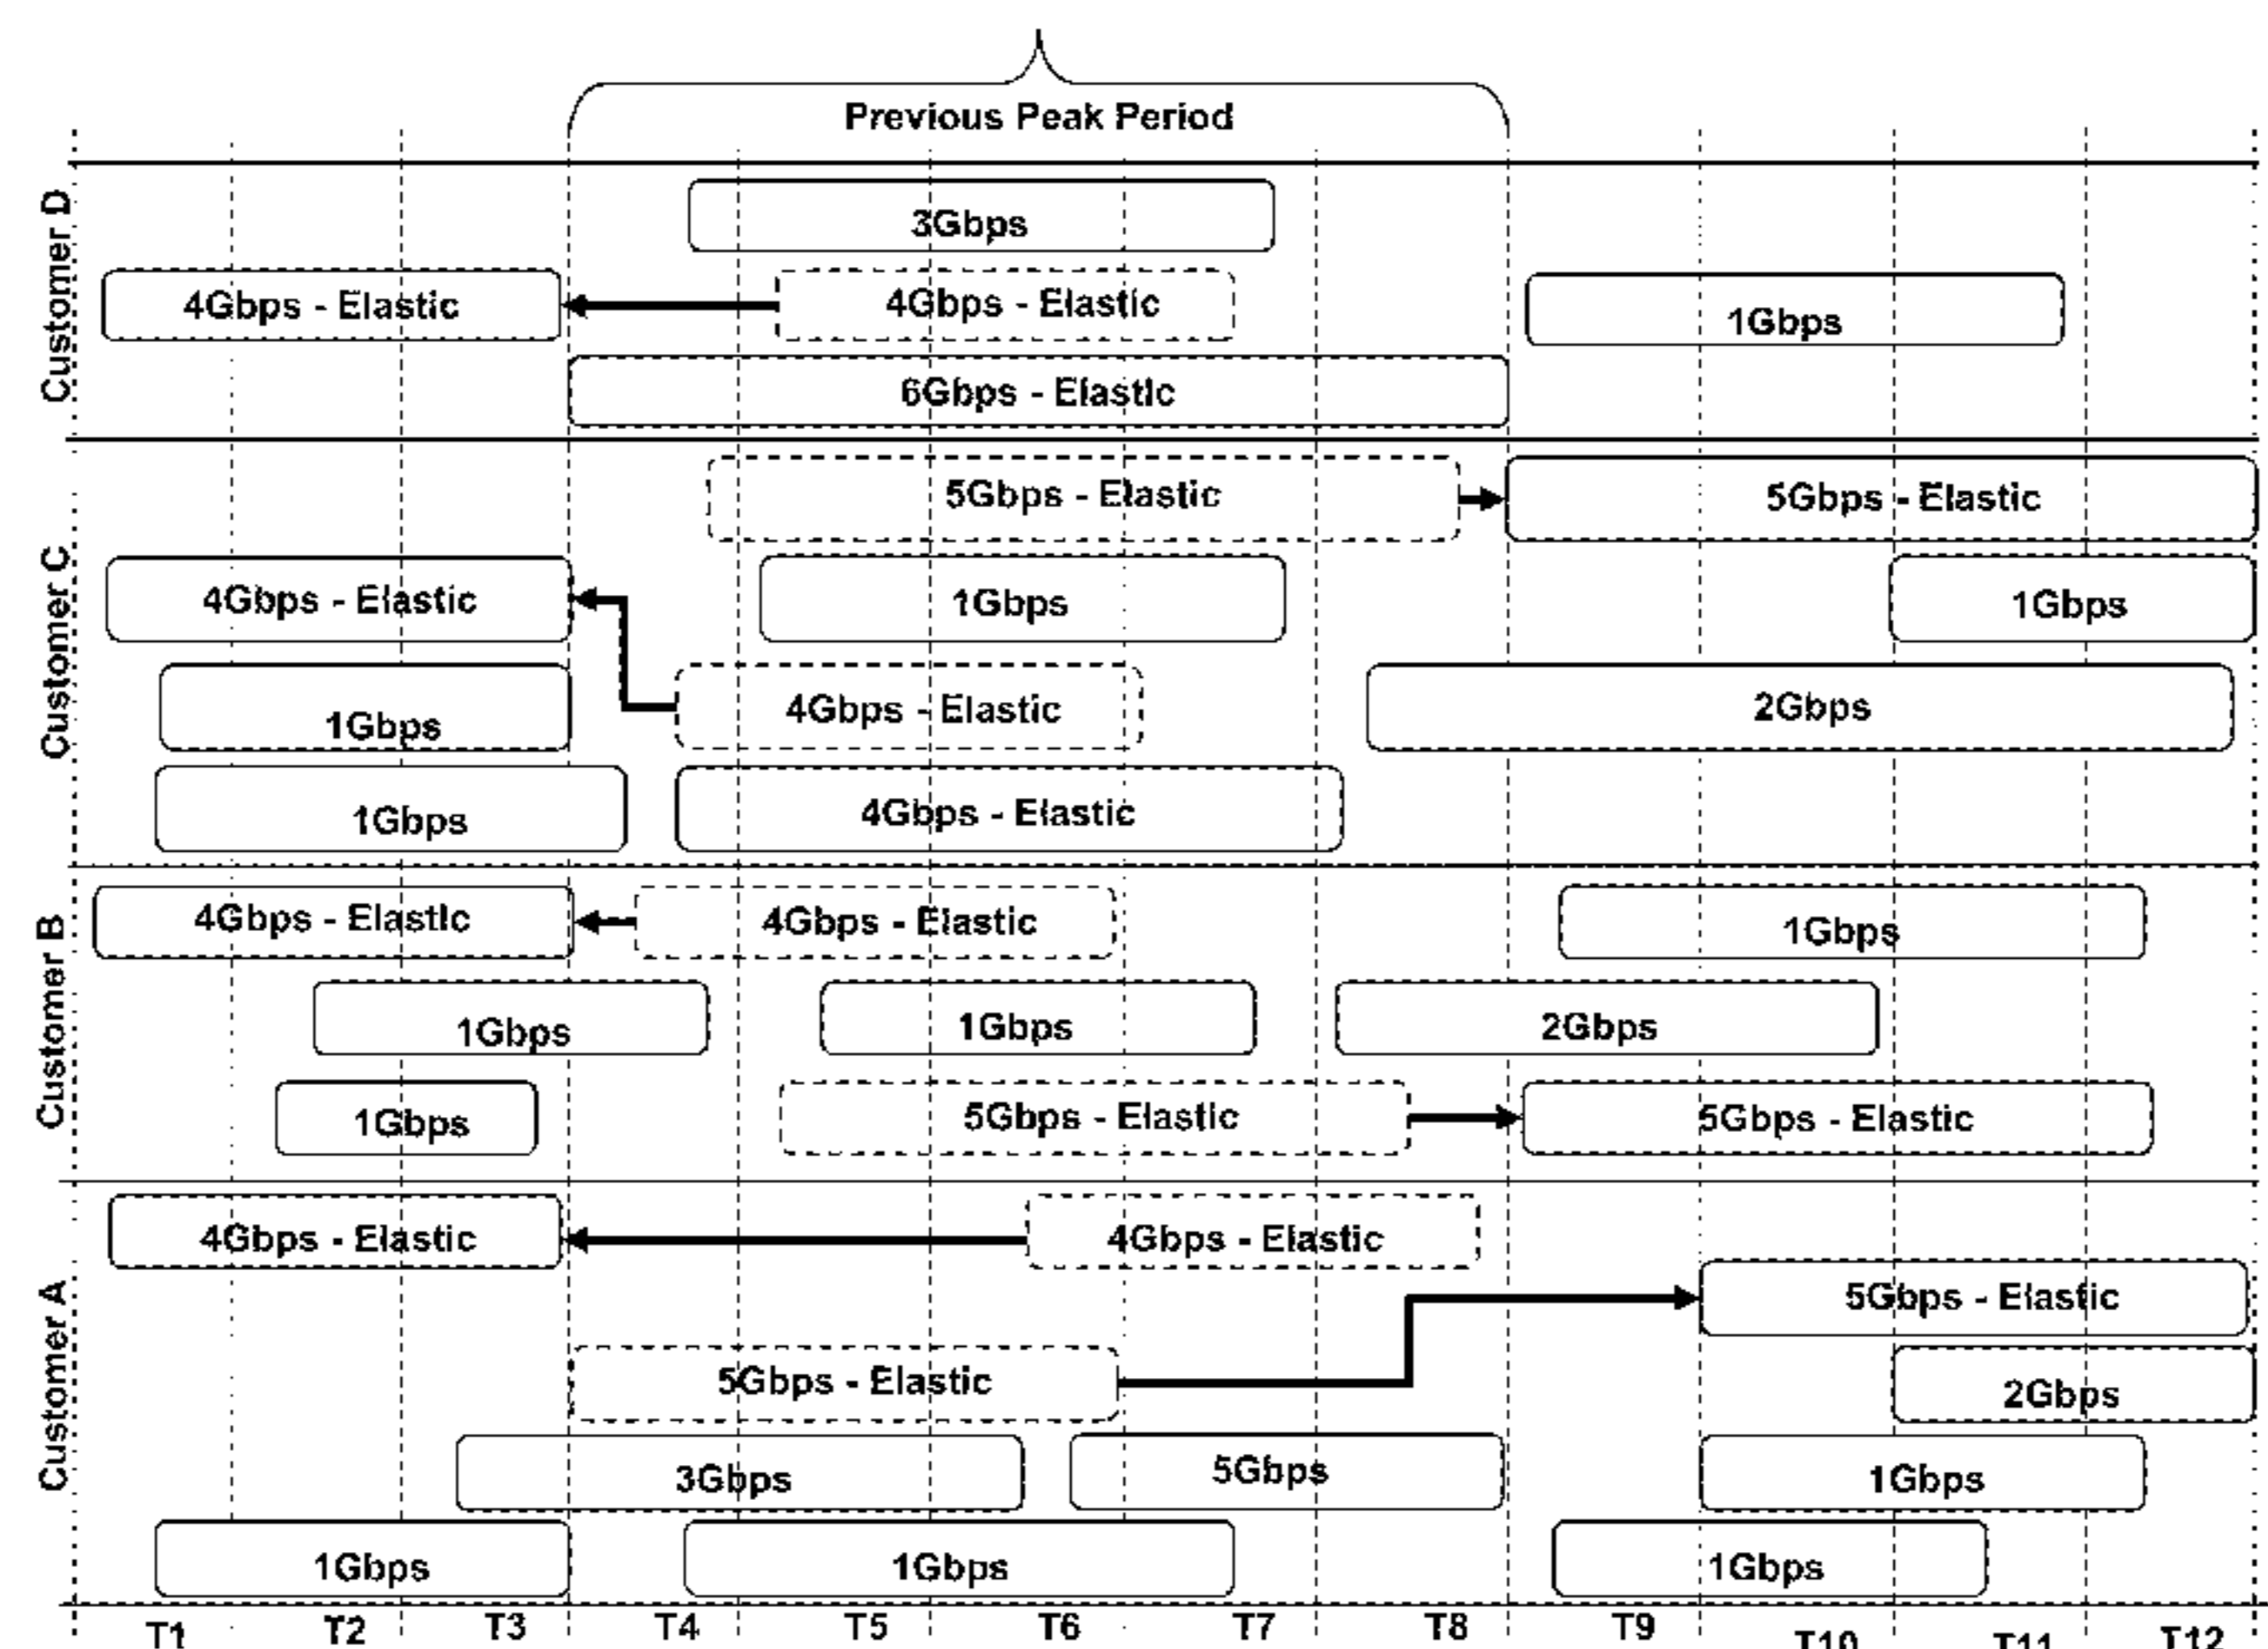 Previous Peak Period
Customer D
3Gbps
4Gbps - Elastic
4Gbps - Elastic
1Gbps
6Gbps - Elastic
Customer C
5Gbps - Elastic
5Gbps - Elastic
4Gbps - Elastic
1Gbps
1Gbps
1Gbps
4Gbps - Elastic
2Gbps
1Gbps
4Gbps - Elastic
Customer B
4Gbps - Elastic
4Gbps - Elastic
1Gbps
1Gbps
1Gbps
2Gbps
1Gbps
5Gbps - Elastic
5Gbps - Elastic
Customer A
4Gbps - Elastic
4Gbps - Elastic
5Gbps - Elastic
5Gbps - Elastic
2Gbps
3Gbps
5Gbps
1Gbps
1Gbps
1Gbps
1Gbps
T1 T2 T3 T4 T5 T6 T7 T8 T9 T10 T11 T12